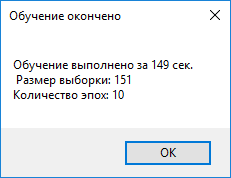 Обучение окончено
Обучение выполнено за 149 сек.
Размер выборки: 151
Количество эпох: 10
OK